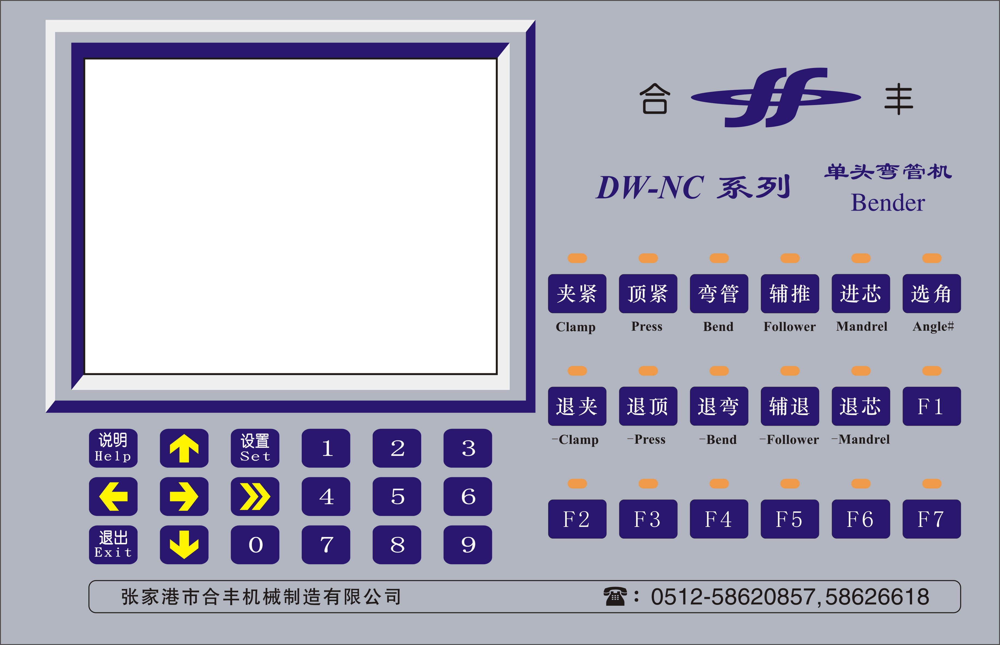 合 丰
DW-NC 系列
单头弯管机
Bender
夹紧 顶紧 弯管 辅推 进芯 选角
Clamp Press Bend Follower Mandrel Angle#
退夹 退顶 退弯 辅退 退芯 F1
-Clamp -Press -Bend -Follower -Mandrel
F2 F3 F4 F5 F6 F7
说明
Help
设置
Set
1 2 3
4 5 6
退出
Exit
0 7 8 9
张家港市合丰机械制造有限公司
☎: 0512-58620857,58626618